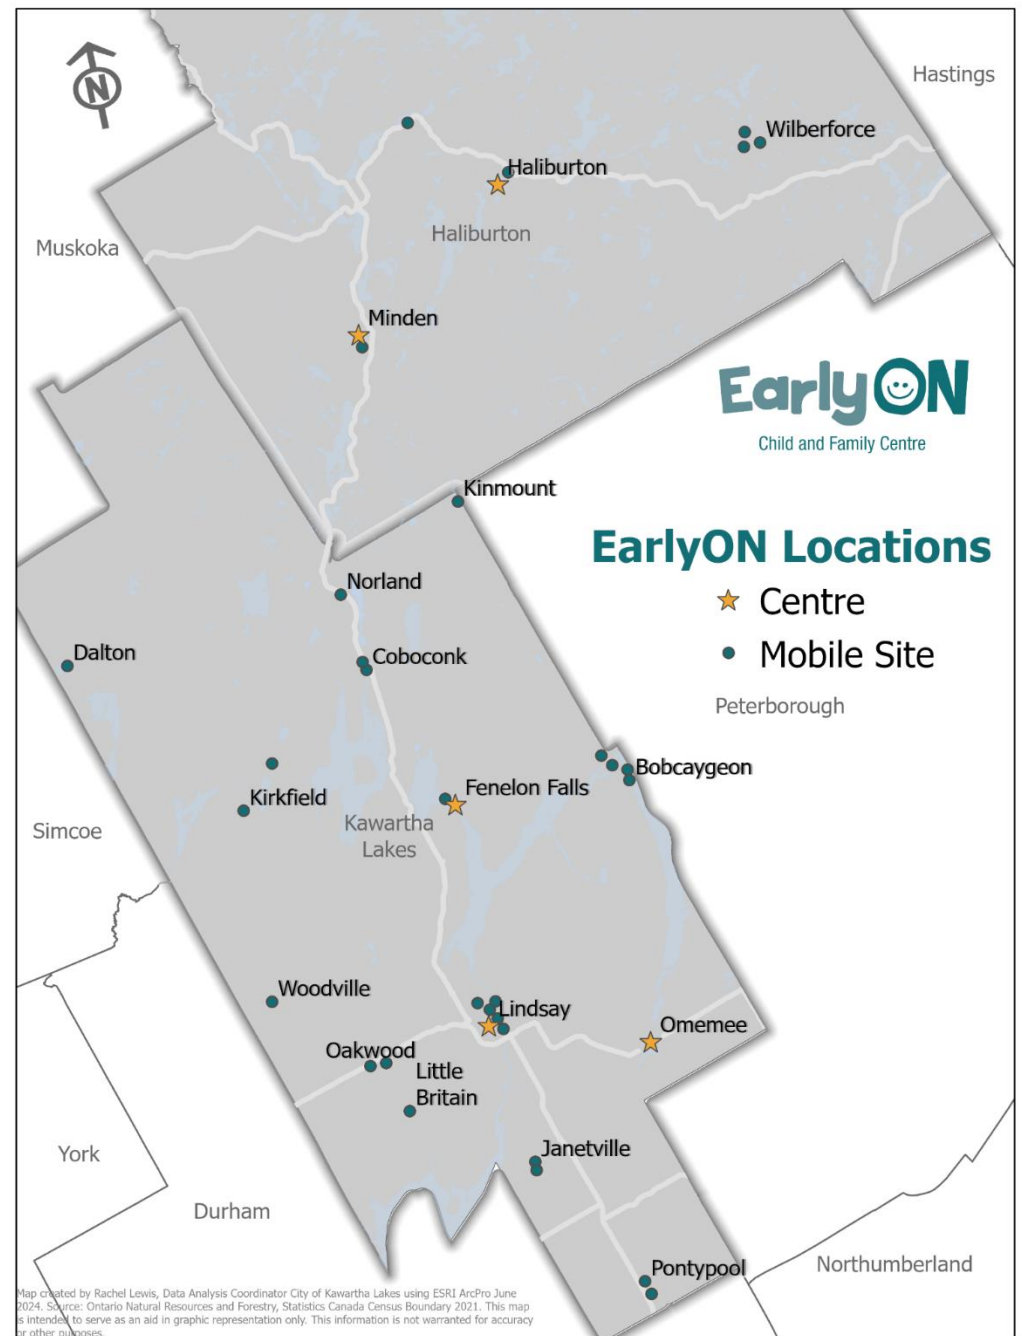 N
Hastings
Wilberforce
Haliburton
Haliburton
Muskoka
Minden
EarlyON
Child and Family Centre
Kinmount
EarlyON Locations
Centre
Mobile Site
Norland
Dalton
Coboconk
Peterborough
Bobcaygeon
Fenelon Falls
Kirkfield
Kawartha
Lakes
Simcoe
Woodville
Lindsay
Omemee
Oakwood
Little
Britain
Janetville
York
Durham
Pontypool
Northumberland
Map created by Rachel Lewis, Data Analysis Coordinator City of Kawartha Lakes using ESRI ArcPro June
2024. Source: Ontario Natural Resources and Forestry, Statistics Canada Census Boundary 2021. This map
is intended to serve as an aid in graphic representation only. This information is not warranted for accuracy
or other purposes.